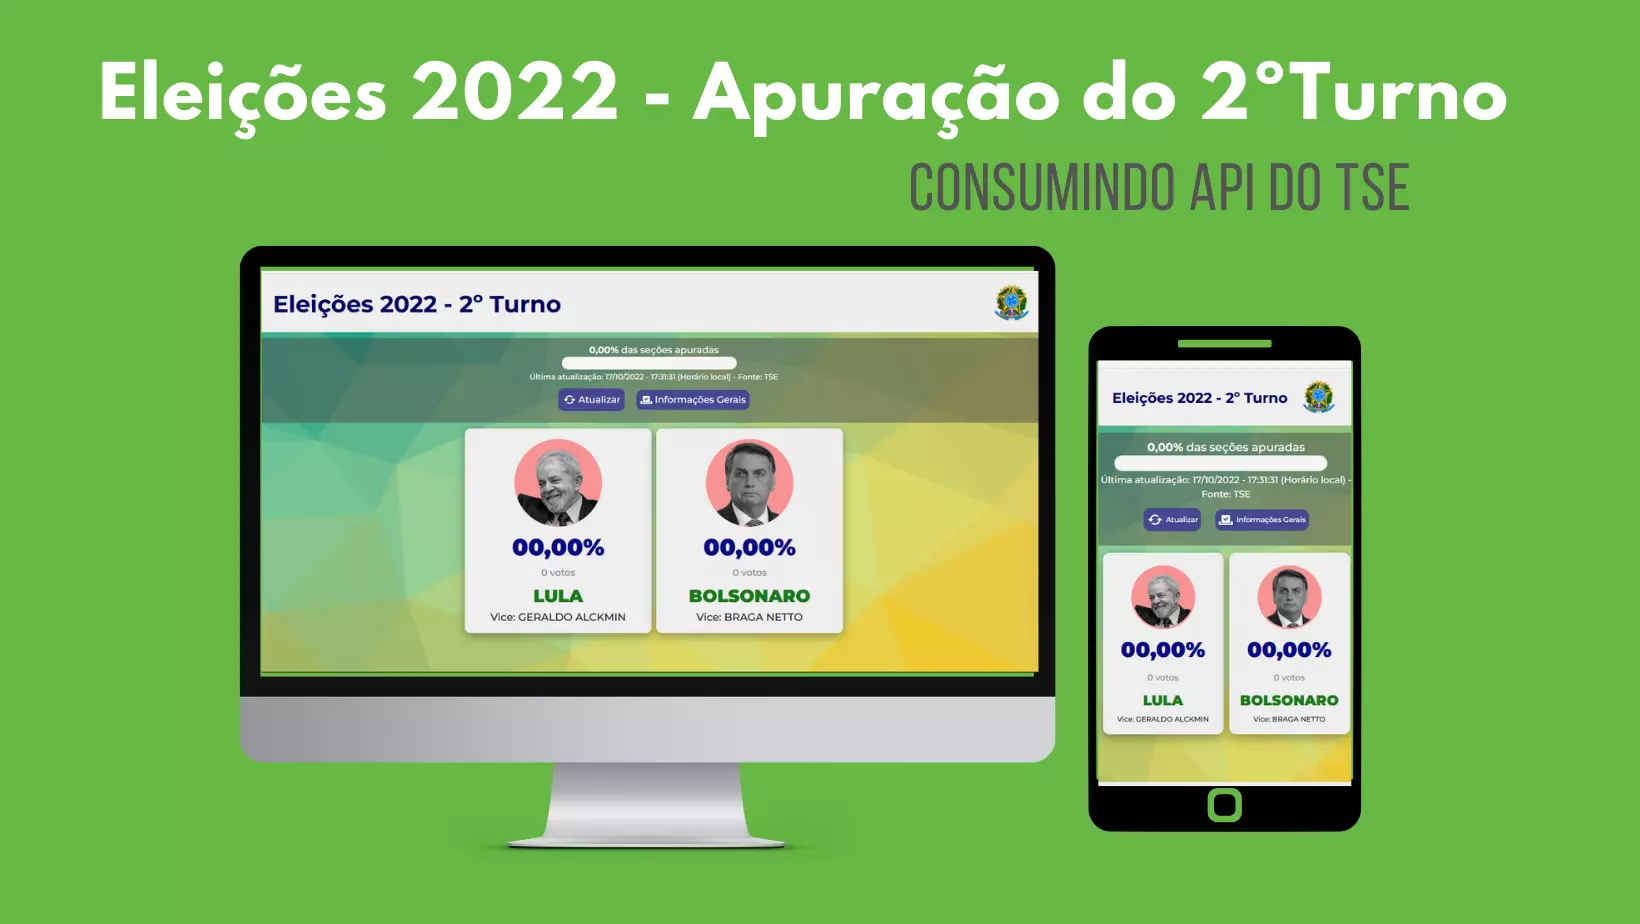 Eleições 2022 - Apuração do 2ºTurno
CONSUMINDO API DO TSE
Eleições 2022 - 2º Turno
0,00% das seções apuradas
Última atualização: 17/10/2022 - 17:31:31 (Horário local) - Fonte: TSE
Atualizar
Informações Gerais
00,00%
0 votos
LULA
Vice: GERALDO ALCKMIN
00,00%
0 votos
BOLSONARO
Vice: BRAGA NETTO
Eleições 2022 - 2º Turno
0,00% das seções apuradas
Última atualização: 17/10/2022 - 17:31:31 (Horário local) -
Fonte: TSE
Atualizar
Informações Gerais
00,00%
0 votos
LULA
Vice: GERALDO ALCKMIN
00,00%
0 votos
BOLSONARO
Vice: BRAGA NETTO